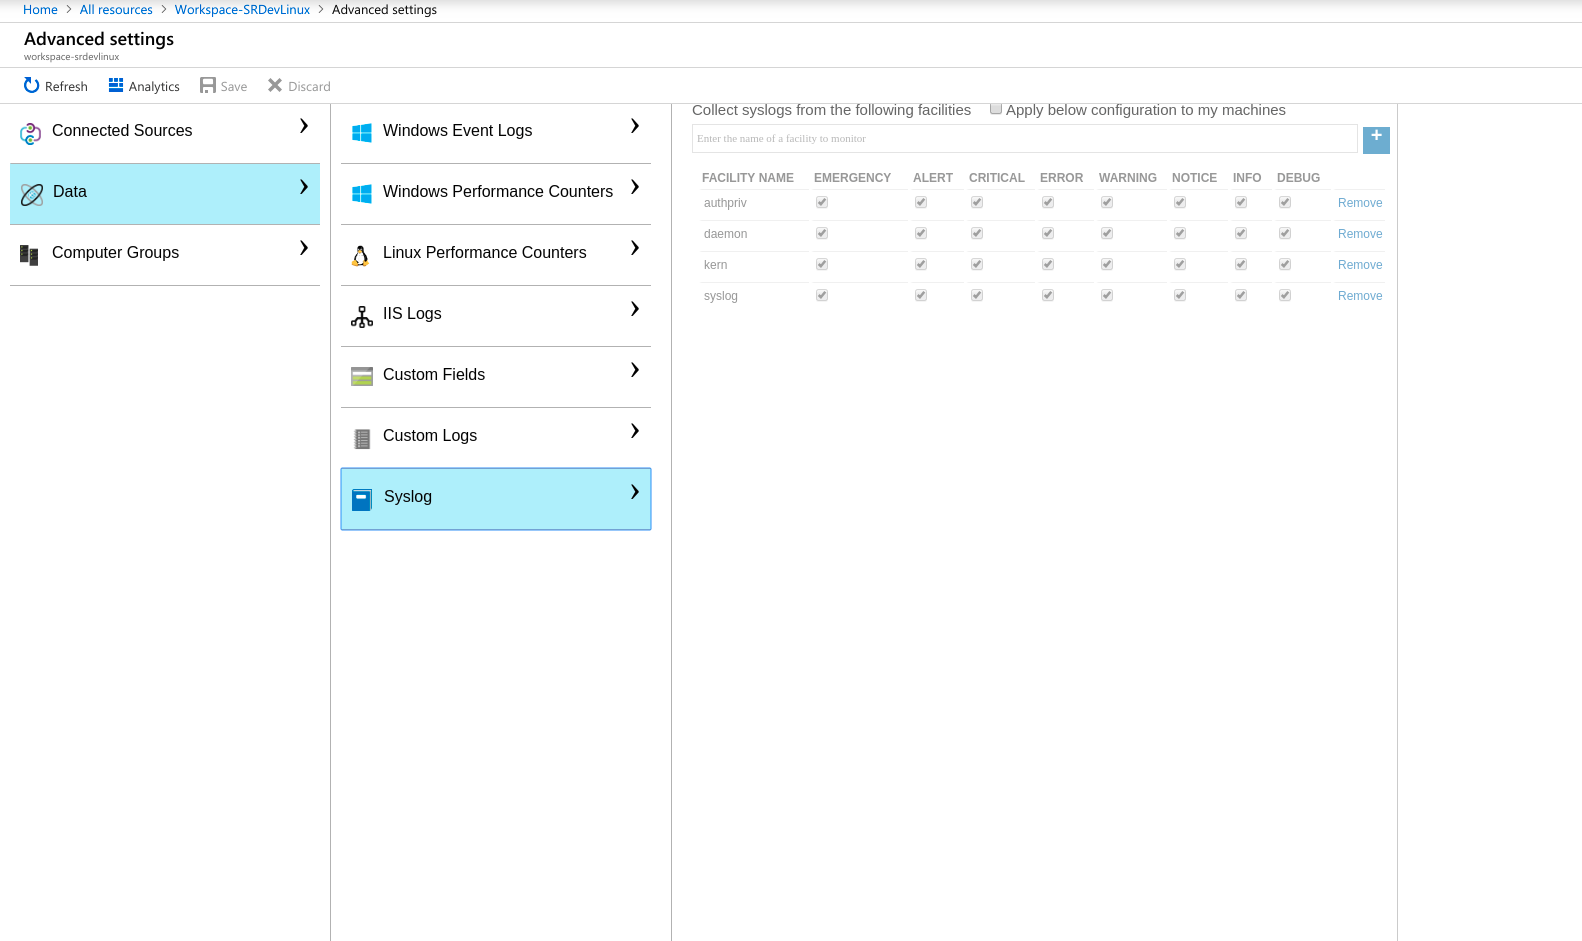 Home > All resources > Workspace-SRDevLinux > Advanced settings
Advanced settings
workspace-srdevlinux
Refresh Analytics Save Discard
Connected Sources
Data
Computer Groups
Windows Event Logs
Windows Performance Counters
Linux Performance Counters
IIS Logs
Custom Fields
Custom Logs
Syslog
Collect syslogs from the following facilities Apply below configuration to my machines
Enter the name of a facility to monitor +
FACILITY NAME EMERGENCY ALERT CRITICAL ERROR WARNING NOTICE INFO DEBUG
authpriv Remove
daemon Remove
kern Remove
syslog Remove